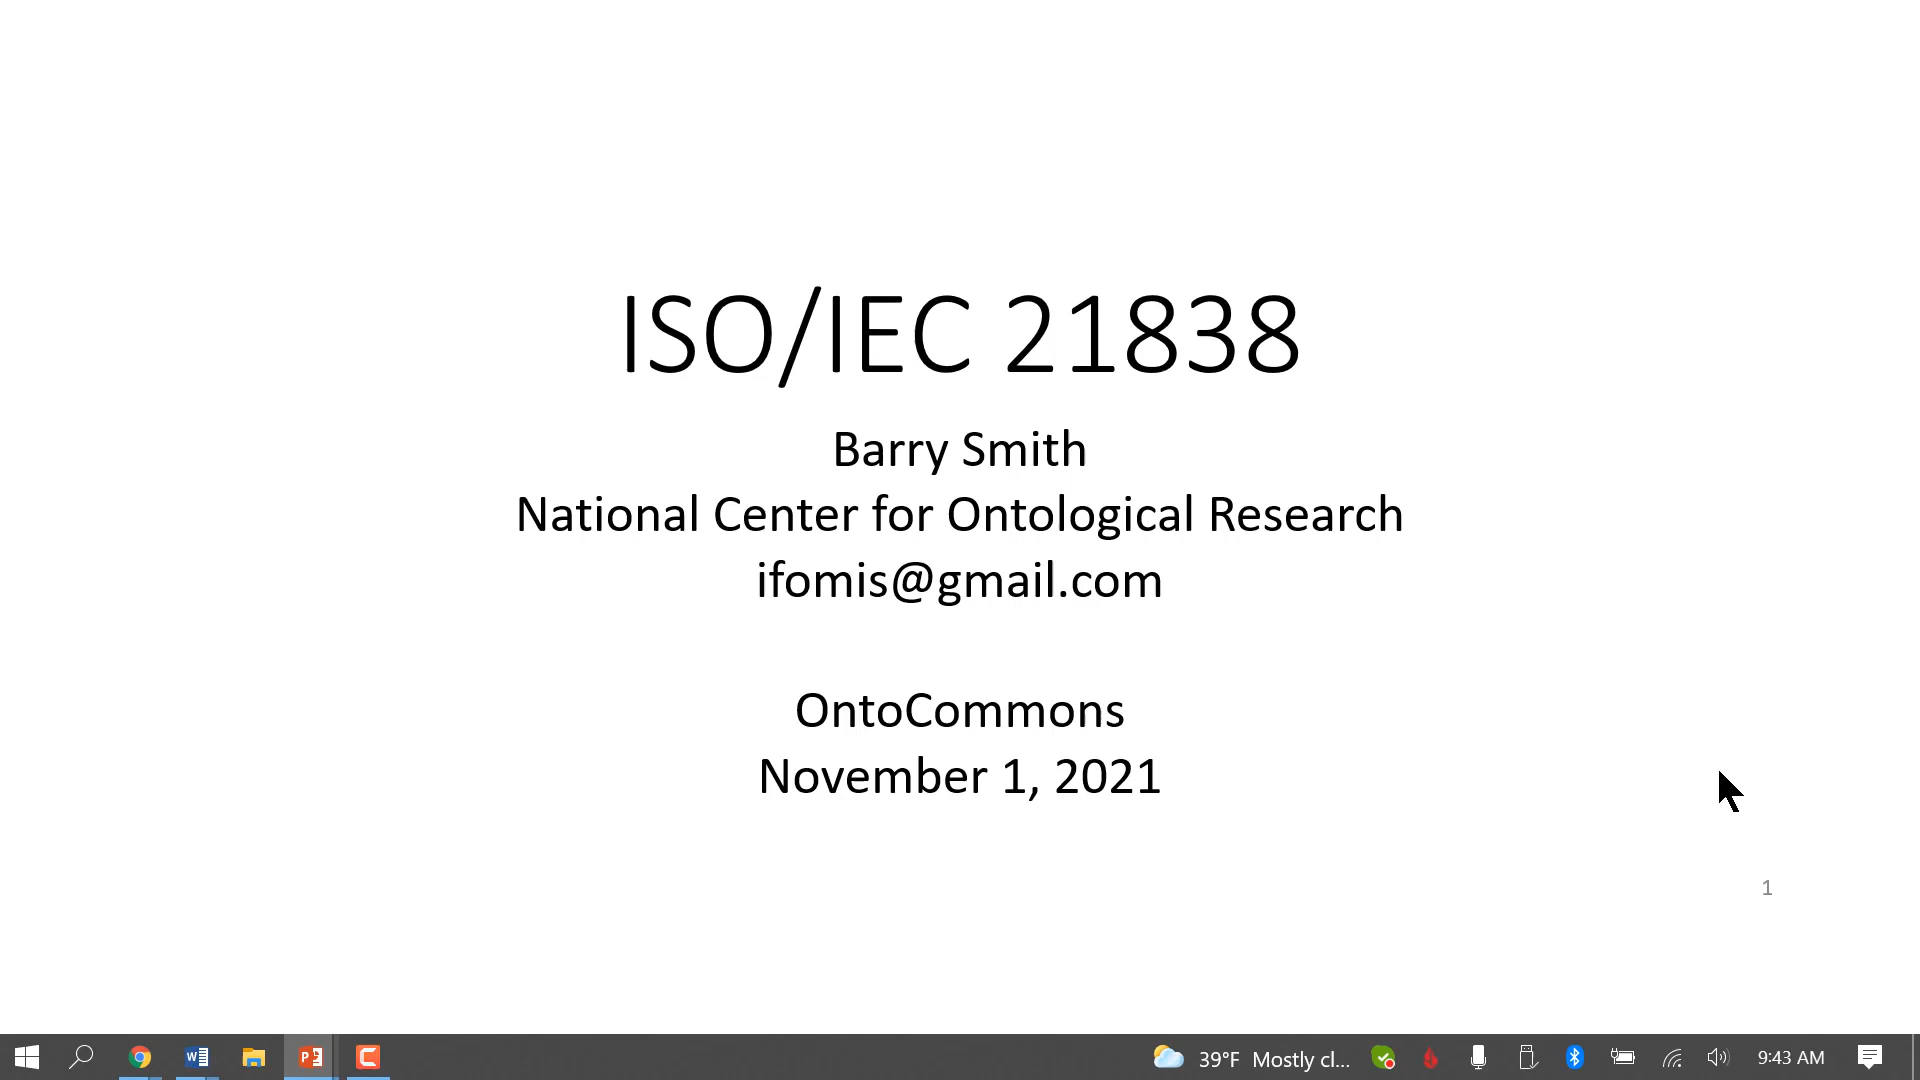 ISO/IEC 21838
Barry Smith
National Center for Ontological Research
ifomis@gmail.com
OntoCommons
November 1, 2021
1
39°F Mostly cl... 9:43 AM